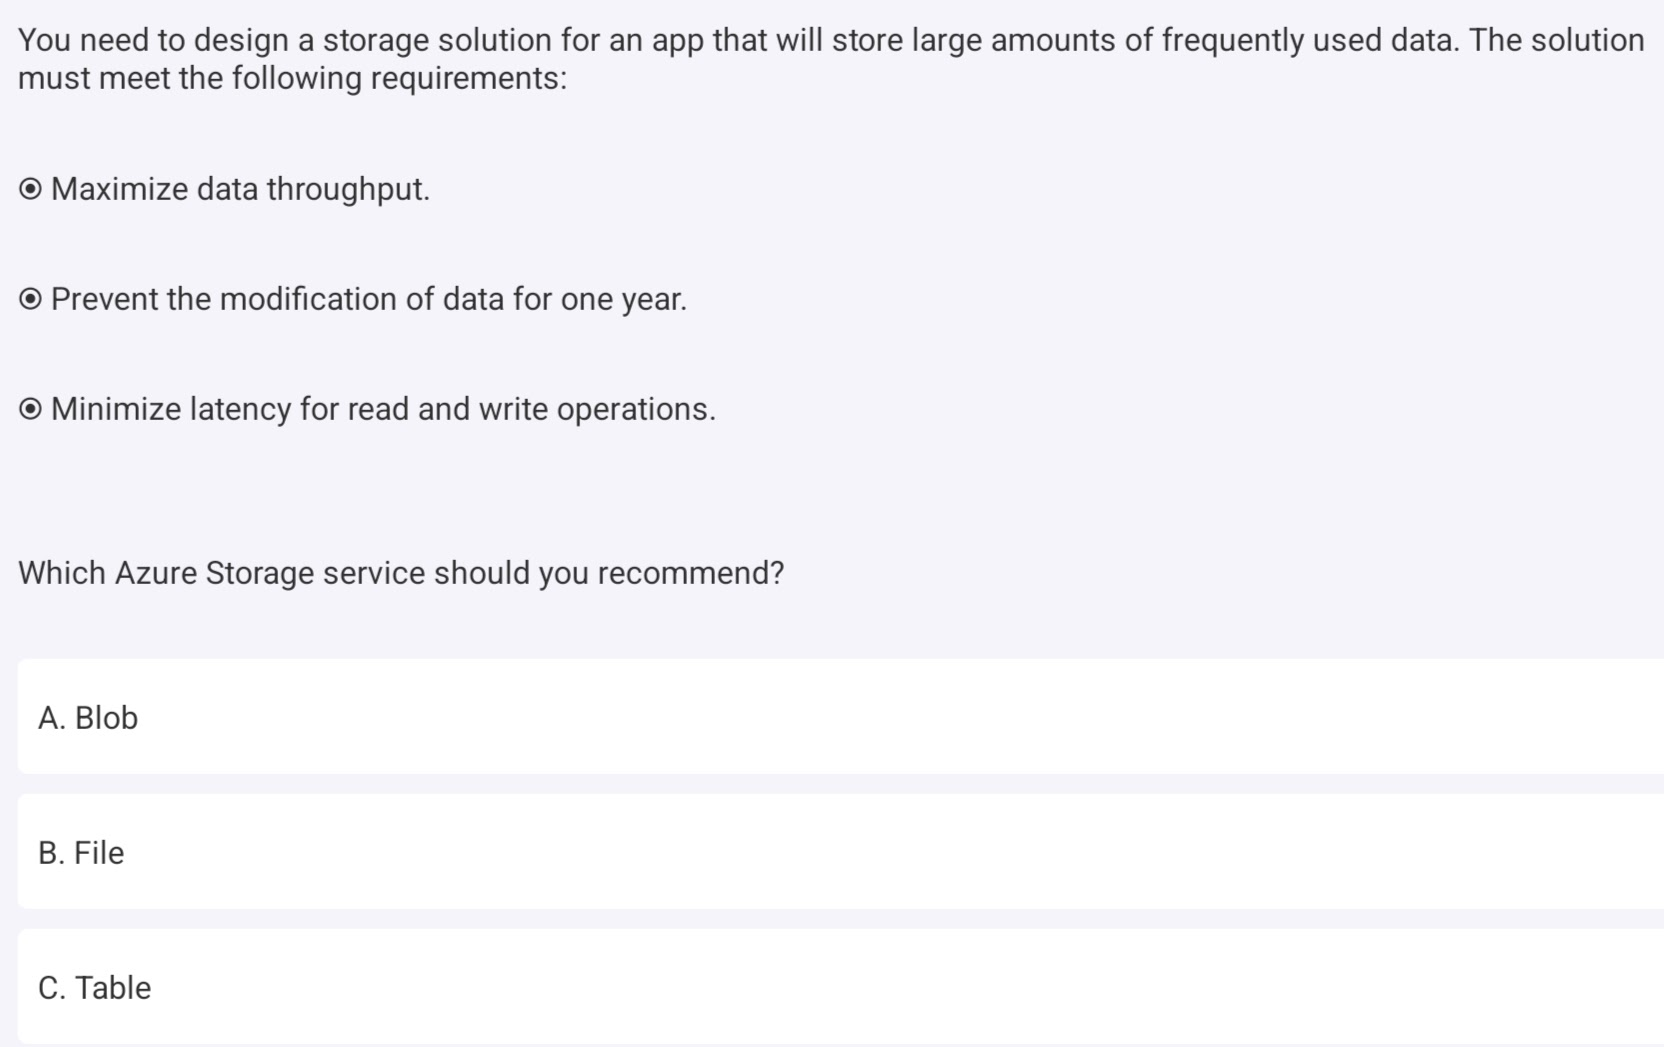 You need to design a storage solution for an app that will store large amounts of frequently used data. The solution
must meet the following requirements:
Maximize data throughput.
Prevent the modification of data for one year.
Minimize latency for read and write operations.
Which Azure Storage service should you recommend?
A. Blob
B. File
C. Table